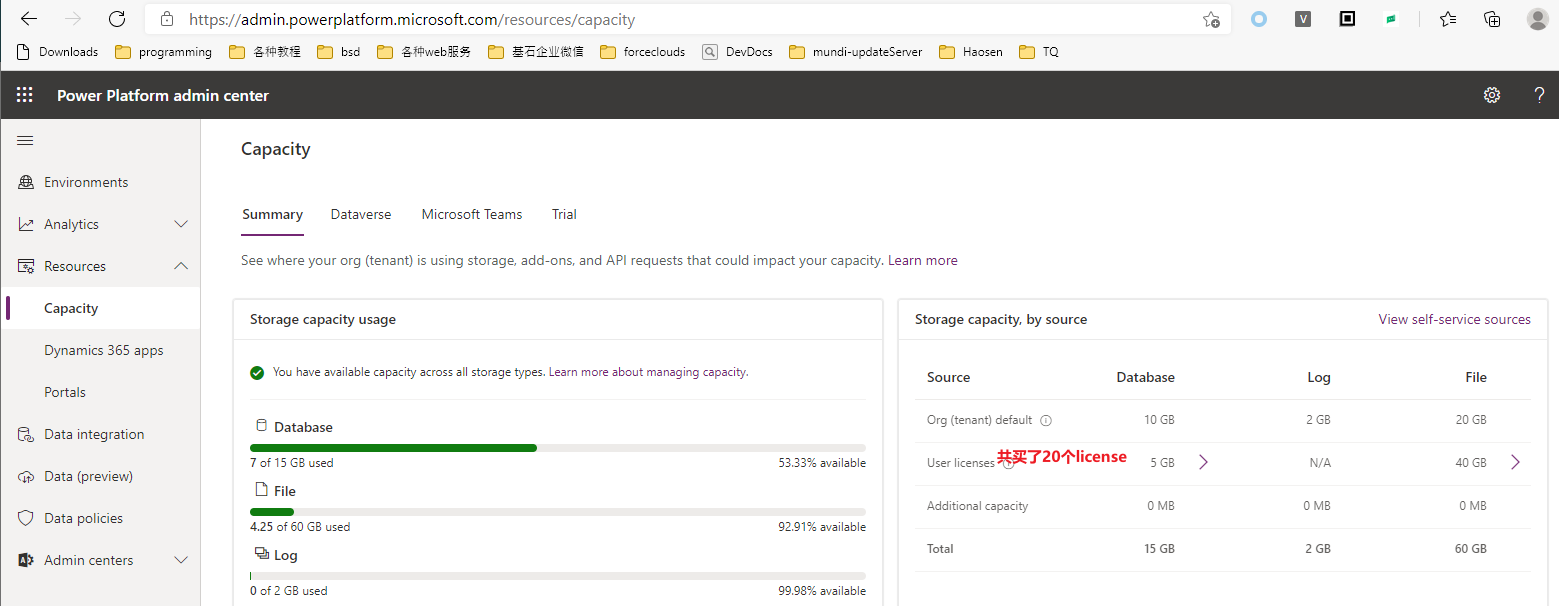 https://admin.powerplatform.microsoft.com/resources/capacity
V
Downloads programming 各种教程 bsd 各种web服务 基石企业微信 forceclouds DevDocs mundi-updateServer Haosen TQ
Power Platform admin center ?
Capacity
Environments
Analytics
Resources
Capacity
Dynamics 365 apps
Portals
Data integration
Data (preview)
Data policies
Admin centers
Summary Dataverse Microsoft Teams Trial
See where your org (tenant) is using storage, add-ons, and API requests that could impact your capacity. Learn more
Storage capacity usage
You have available capacity across all storage types. Learn more about managing capacity.
Database
7 of 15 GB used 53.33% available
File
4.25 of 60 GB used 92.91% available
Log
0 of 2 GB used 99.98% available
Storage capacity, by source View self-service sources
Source Database Log File
Org (tenant) default 10 GB 2 GB 20 GB
User licenses 共买了20个license 5 GB N/A 40 GB
Additional capacity 0 MB 0 MB 0 MB
Total 15 GB 2 GB 60 GB